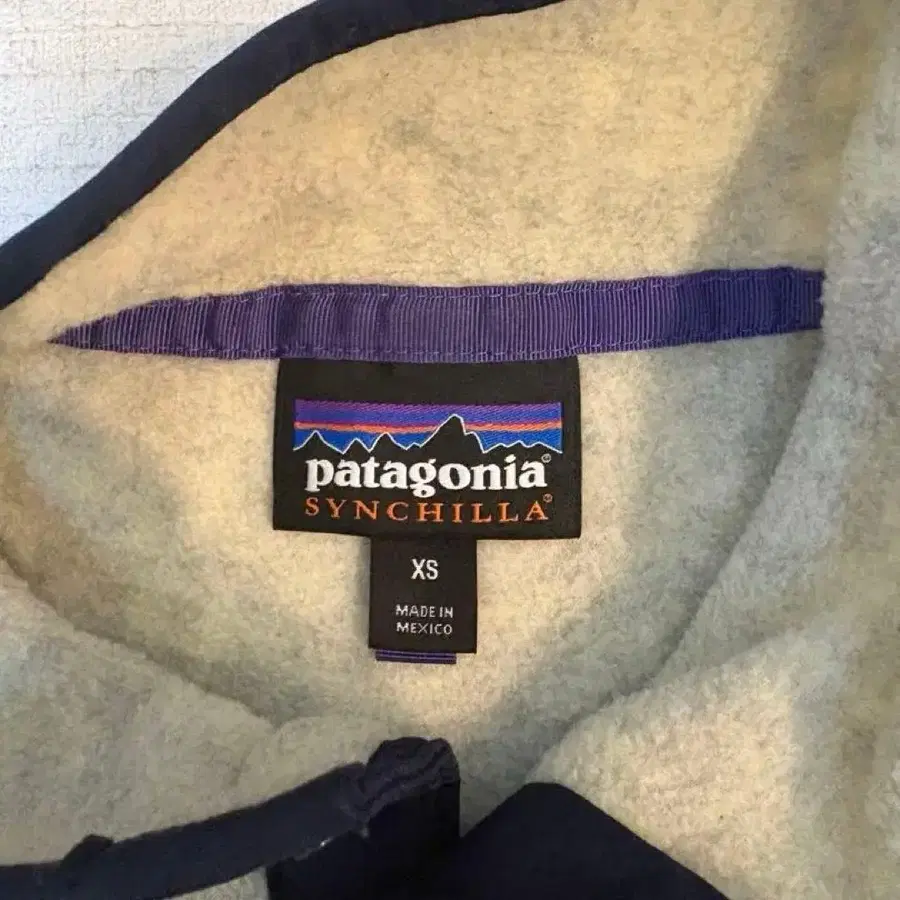 patagonia®
SYNCHILLA®
XS
MADE IN
MEXICO